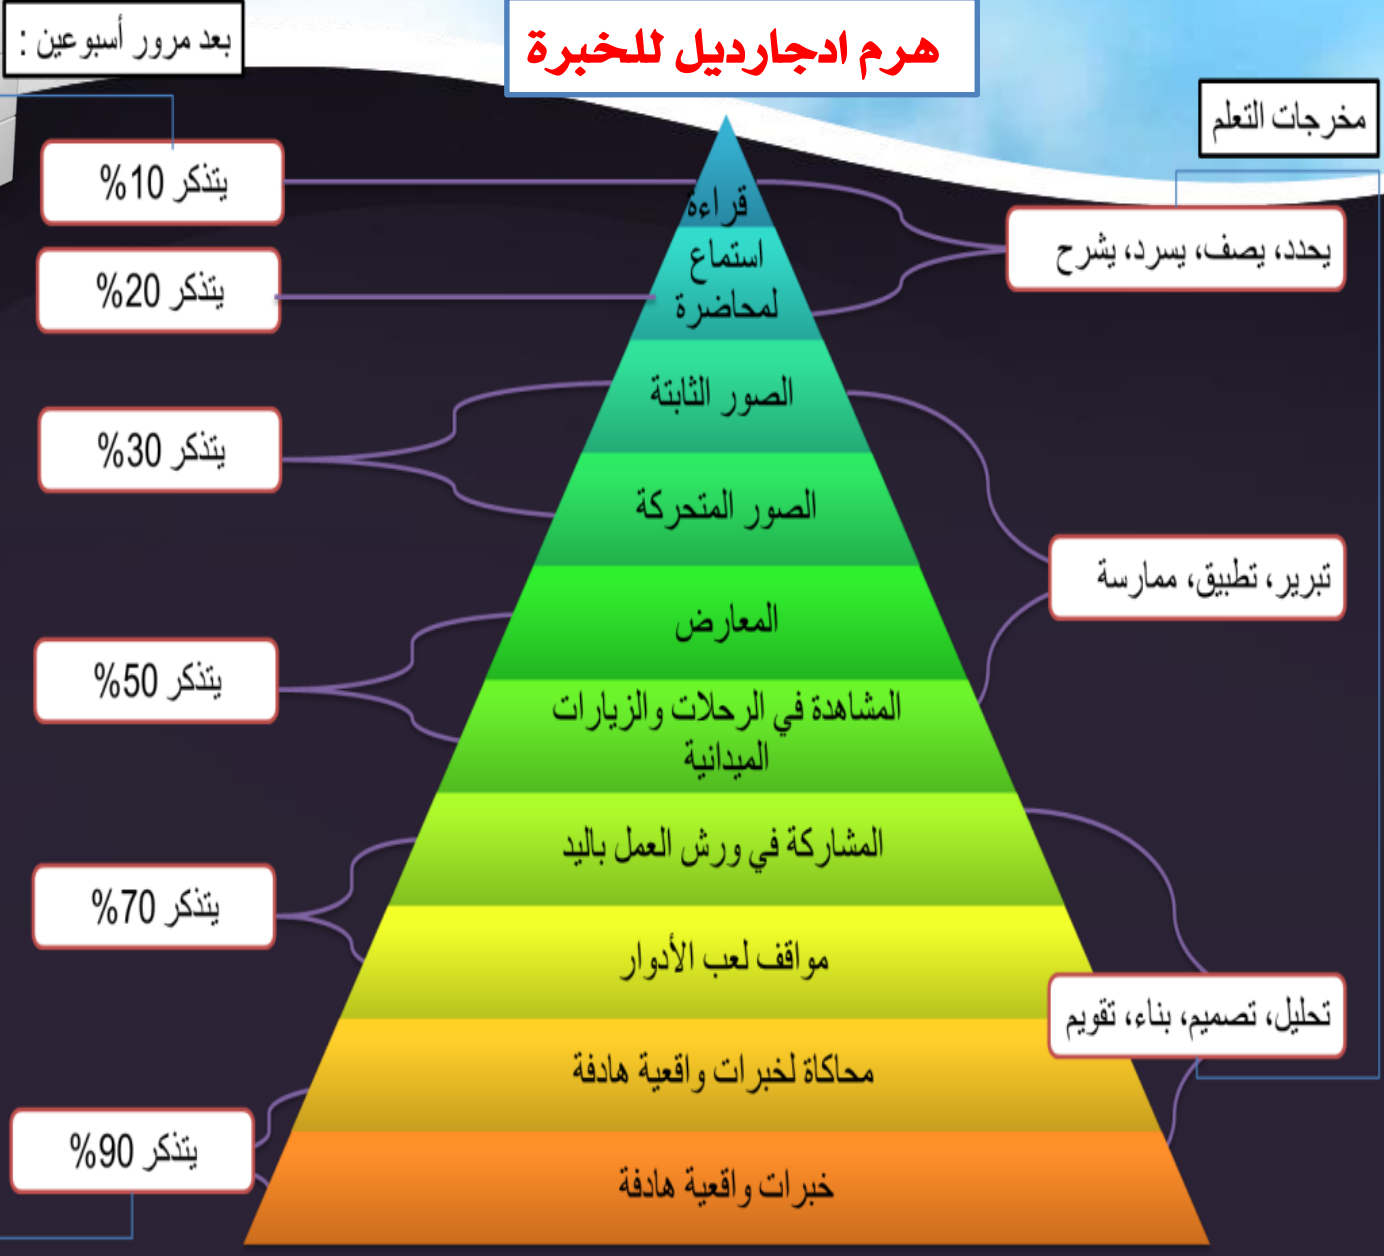 هرم ادجارديل للخبرة
بعد مرور أسبوعين :
مخرجات التعلم
قراءة
استماع
لمحاضرة
الصور الثابتة
الصور المتحركة
المعارض
المشاهدة في الرحلات والزيارات
الميدانية
المشاركة في ورش العمل باليد
مواقف لعب الأدوار
محاكاة لخبرات واقعية هادفة
خبرات واقعية هادفة
يحدد، يصف، يسرد، يشرح
تبرير، تطبيق، ممارسة
تحليل، تصميم، بناء، تقويم
يتذكر 10%
يتذكر 20%
يتذكر 30%
يتذكر 50%
يتذكر 70%
يتذكر 90%